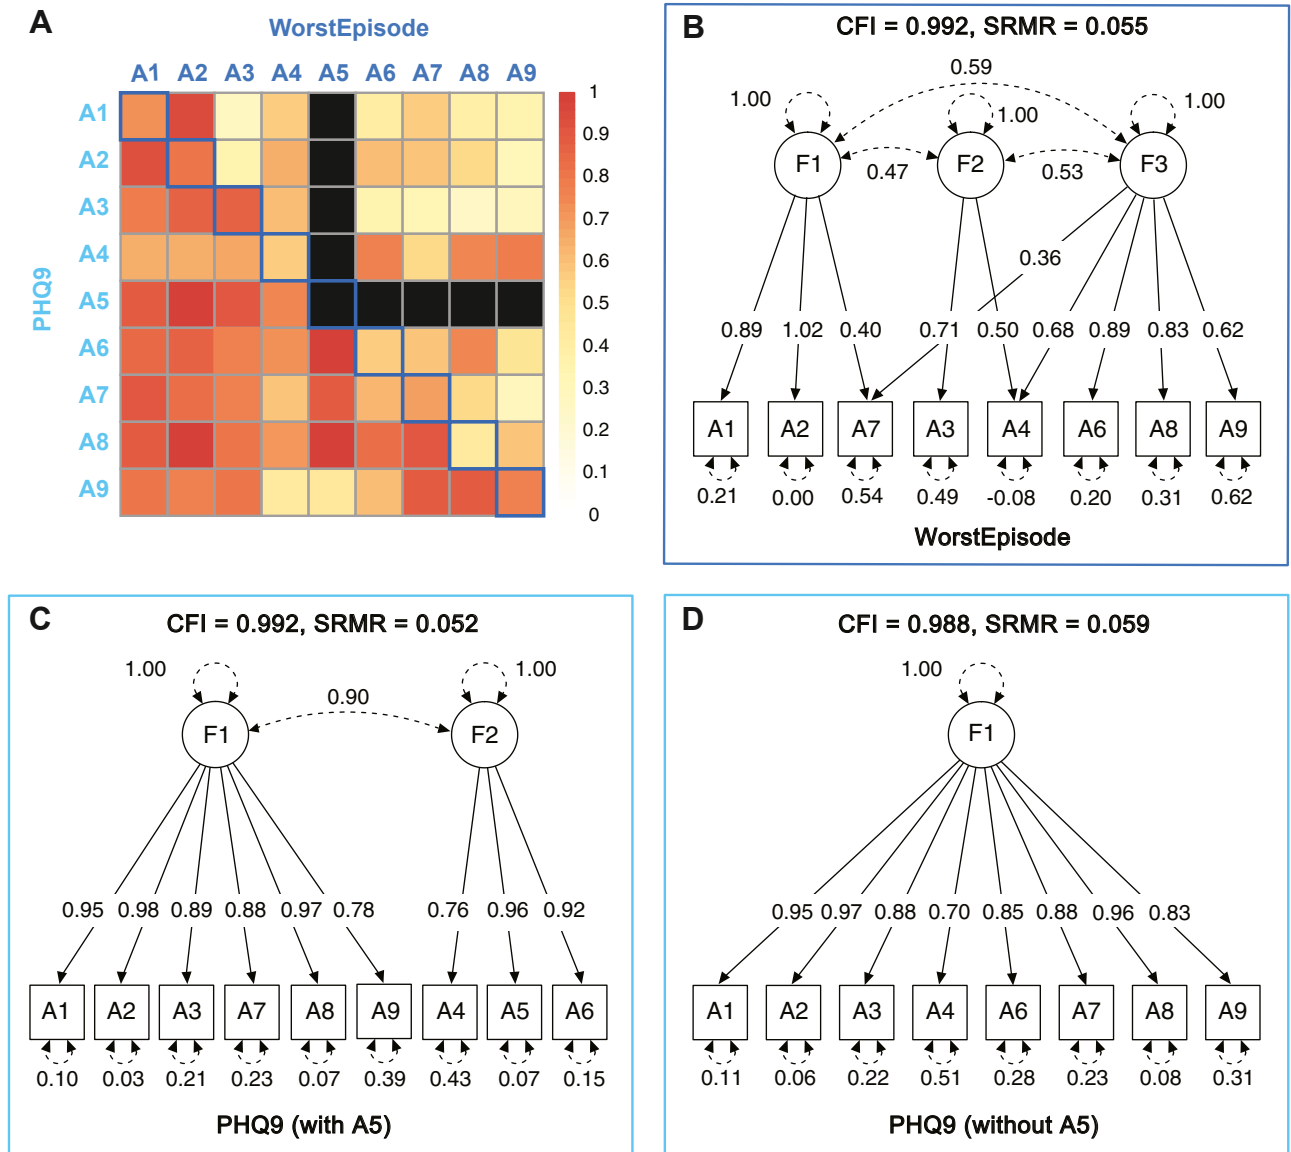 A
WorstEpisode
A1 A2 A3 A4 A5 A6 A7 A8 A9
PHQ9
A1
A2
A3
A4
A5
A6
A7
A8
A9
1
0.9
0.8
0.7
0.6
0.5
0.4
0.3
0.2
0.1
0
B
CFI = 0.992, SRMR = 0.055
0.59
1.00 1.00 1.00
F1 F2 F3
0.47 0.53
0.36
0.89 1.02 0.40 0.71 0.50 0.68 0.89 0.83 0.62
A1 A2 A7 A3 A4 A6 A8 A9
0.21 0.00 0.54 0.49 -0.08 0.20 0.31 0.62
WorstEpisode
C
CFI = 0.992, SRMR = 0.052
1.00 1.00
0.90
F1 F2
0.95 0.98 0.89 0.88 0.97 0.78 0.76 0.96 0.92
A1 A2 A3 A7 A8 A9 A4 A5 A6
0.10 0.03 0.21 0.23 0.07 0.39 0.43 0.07 0.15
PHQ9 (with A5)
D
CFI = 0.988, SRMR = 0.059
1.00
F1
0.95 0.97 0.88 0.70 0.85 0.88 0.96 0.83
A1 A2 A3 A4 A6 A7 A8 A9
0.11 0.06 0.22 0.51 0.28 0.23 0.08 0.31
PHQ9 (without A5)